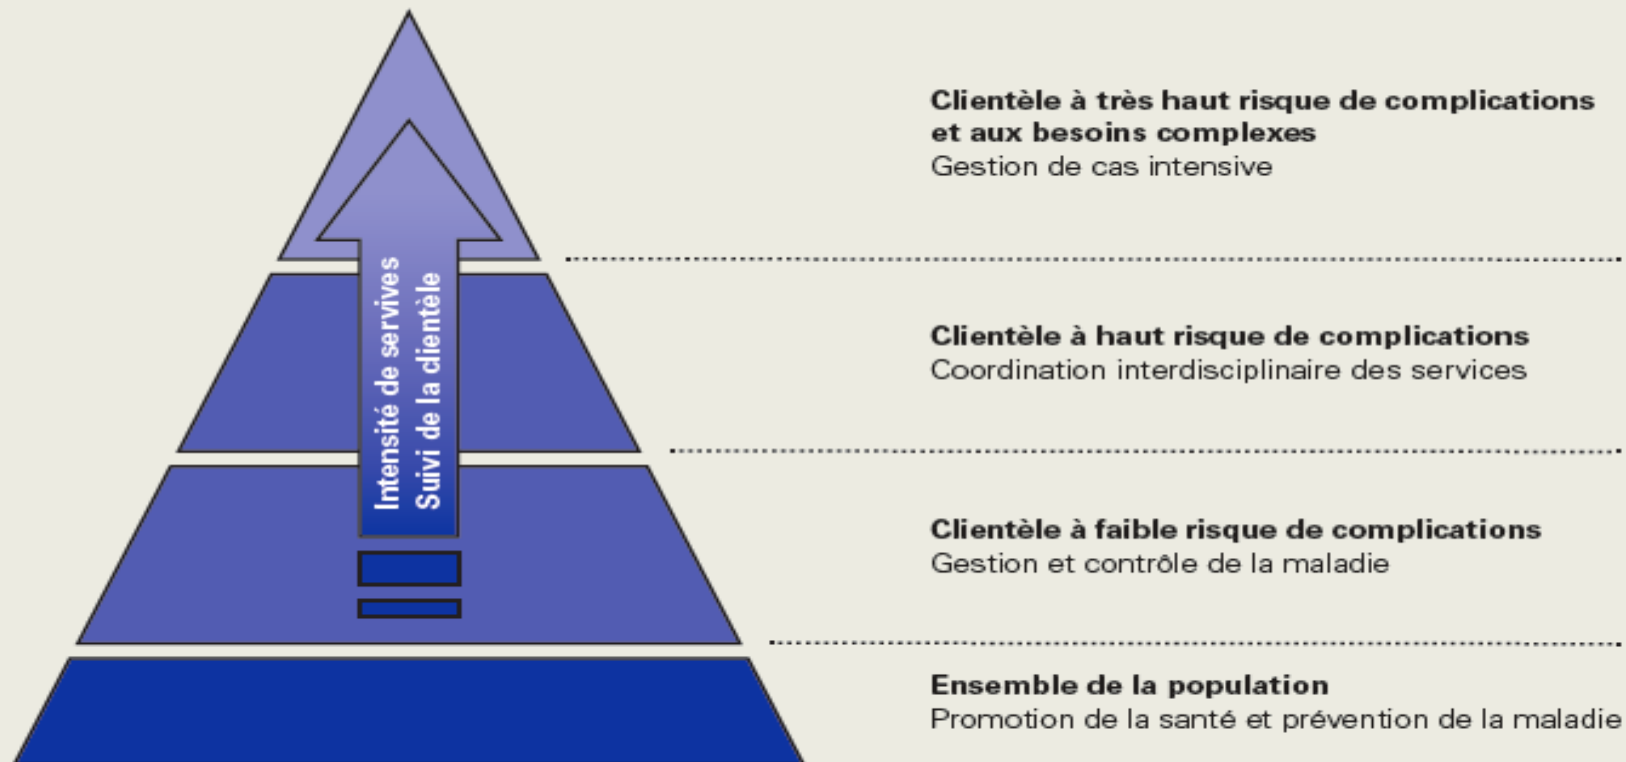 Clientèle à très haut risque de complications
et aux besoins complexes
Gestion de cas intensive
Intensité de servives
Suivi de la clientèle
Clientèle à haut risque de complications
Coordination interdisciplinaire des services
Clientèle à faible risque de complications
Gestion et contrôle de la maladie
Ensemble de la population
Promotion de la santé et prévention de la maladie